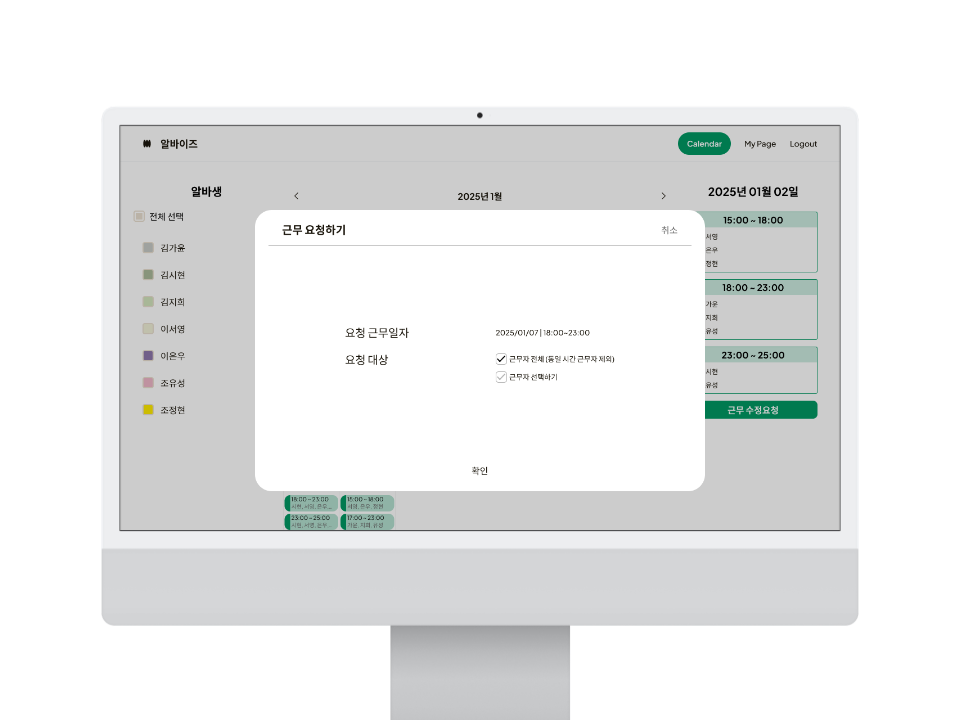 알바이즈
Calendar
My Page
Logout
알바생
전체 선택
김가윤
김시현
김지희
이서영
이은우
조유성
조정현
2025년 1월
2025년 01월 02일
15:00 ~ 18:00
서영
은우
정현
18:00 ~ 23:00
가윤
지희
유성
23:00 ~ 25:00
시현
유성
근무 수정요청
근무 요청하기
취소
요청 근무일자
2025/01/07 | 18:00~23:00
요청 대상
근무자 전체 (동일 시간 근무자 제외)
근무자 선택하기
확인
18:00 ~ 23:00
시현, 서영, 은우...
15:00 ~ 18:00
서영, 은우, 정현
23:00 ~ 25:00
시현, 서영, 은우...
17:00 ~ 23:00
가윤, 지희, 유성